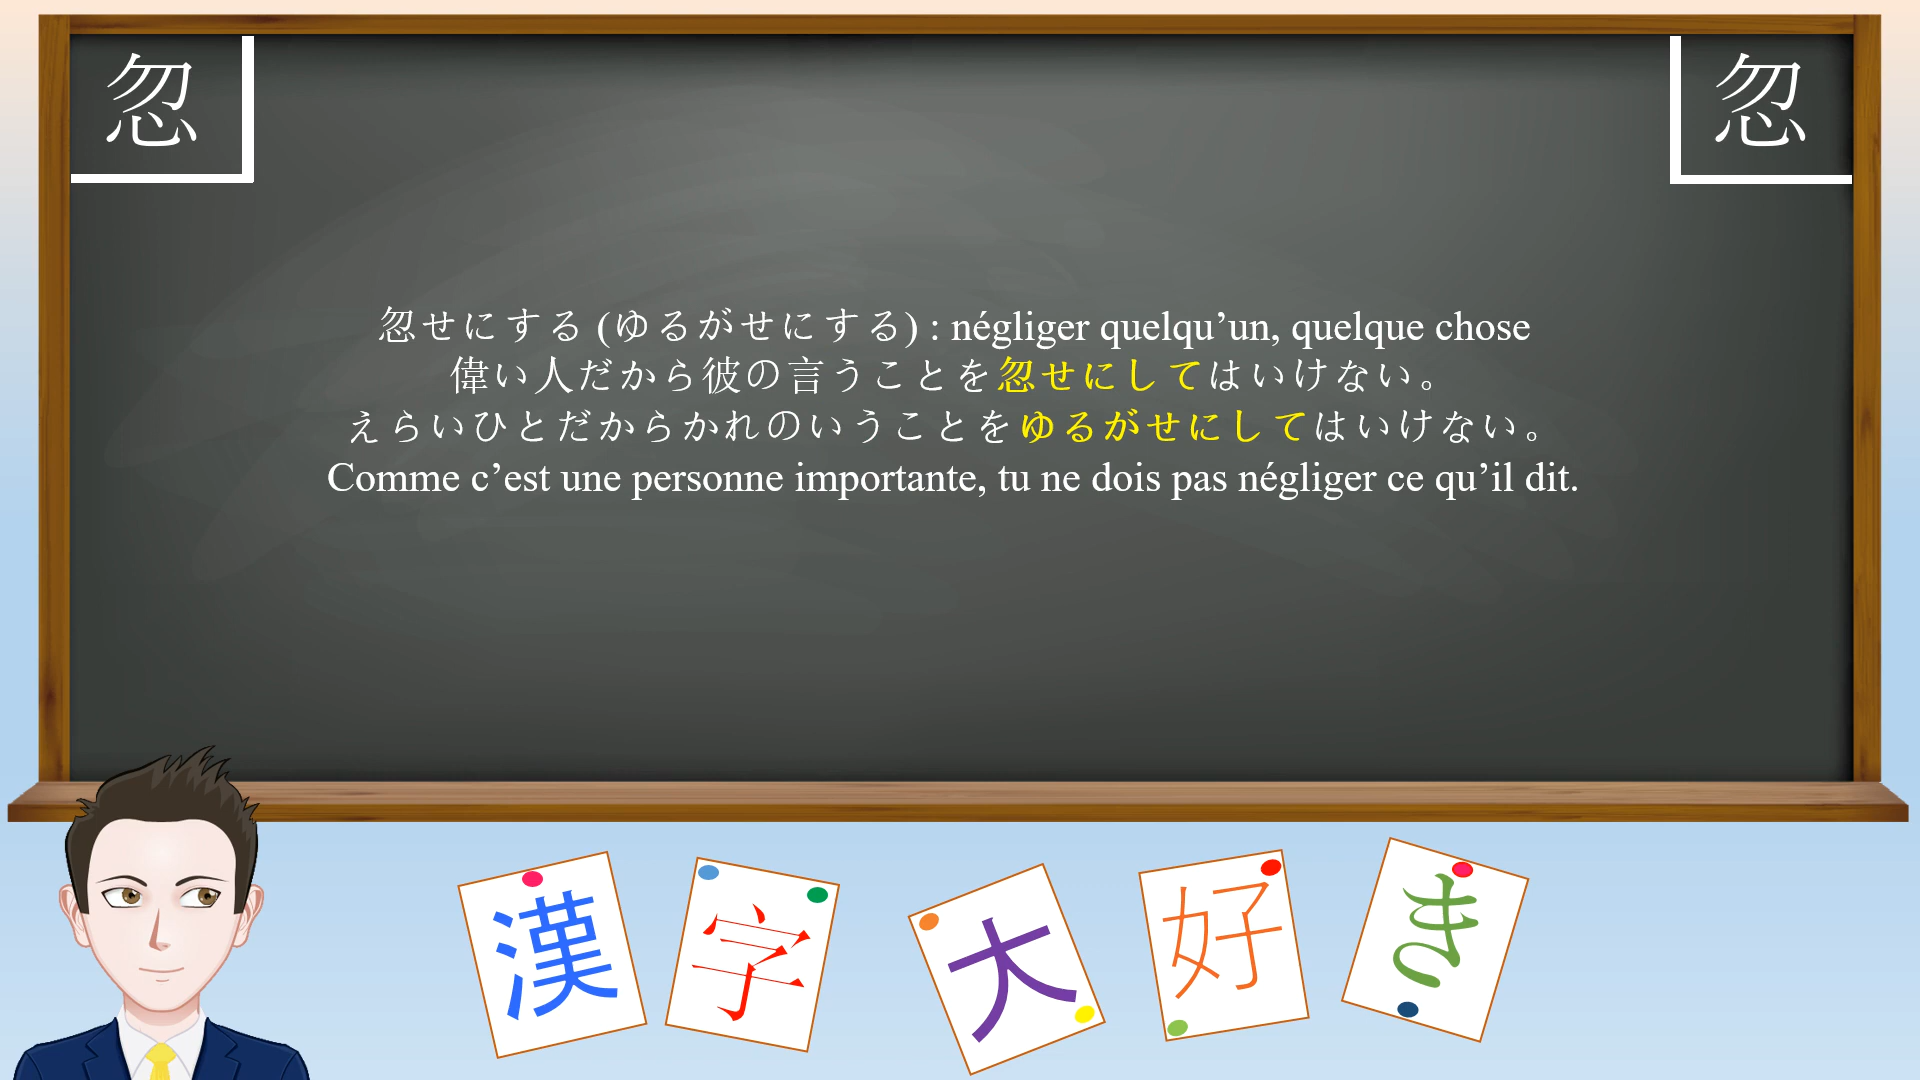 忽
忽
忽せにする (ゆるがせにする) : négliger quelqu’un, quelque chose
偉い人だから彼の言うことを忽せにしてはいけない。
えらいひとだからかれのいうことをゆるがせにしてはいけない。
Comme c’est une personne importante, tu ne dois pas négliger ce qu’il dit.
漢字大好き